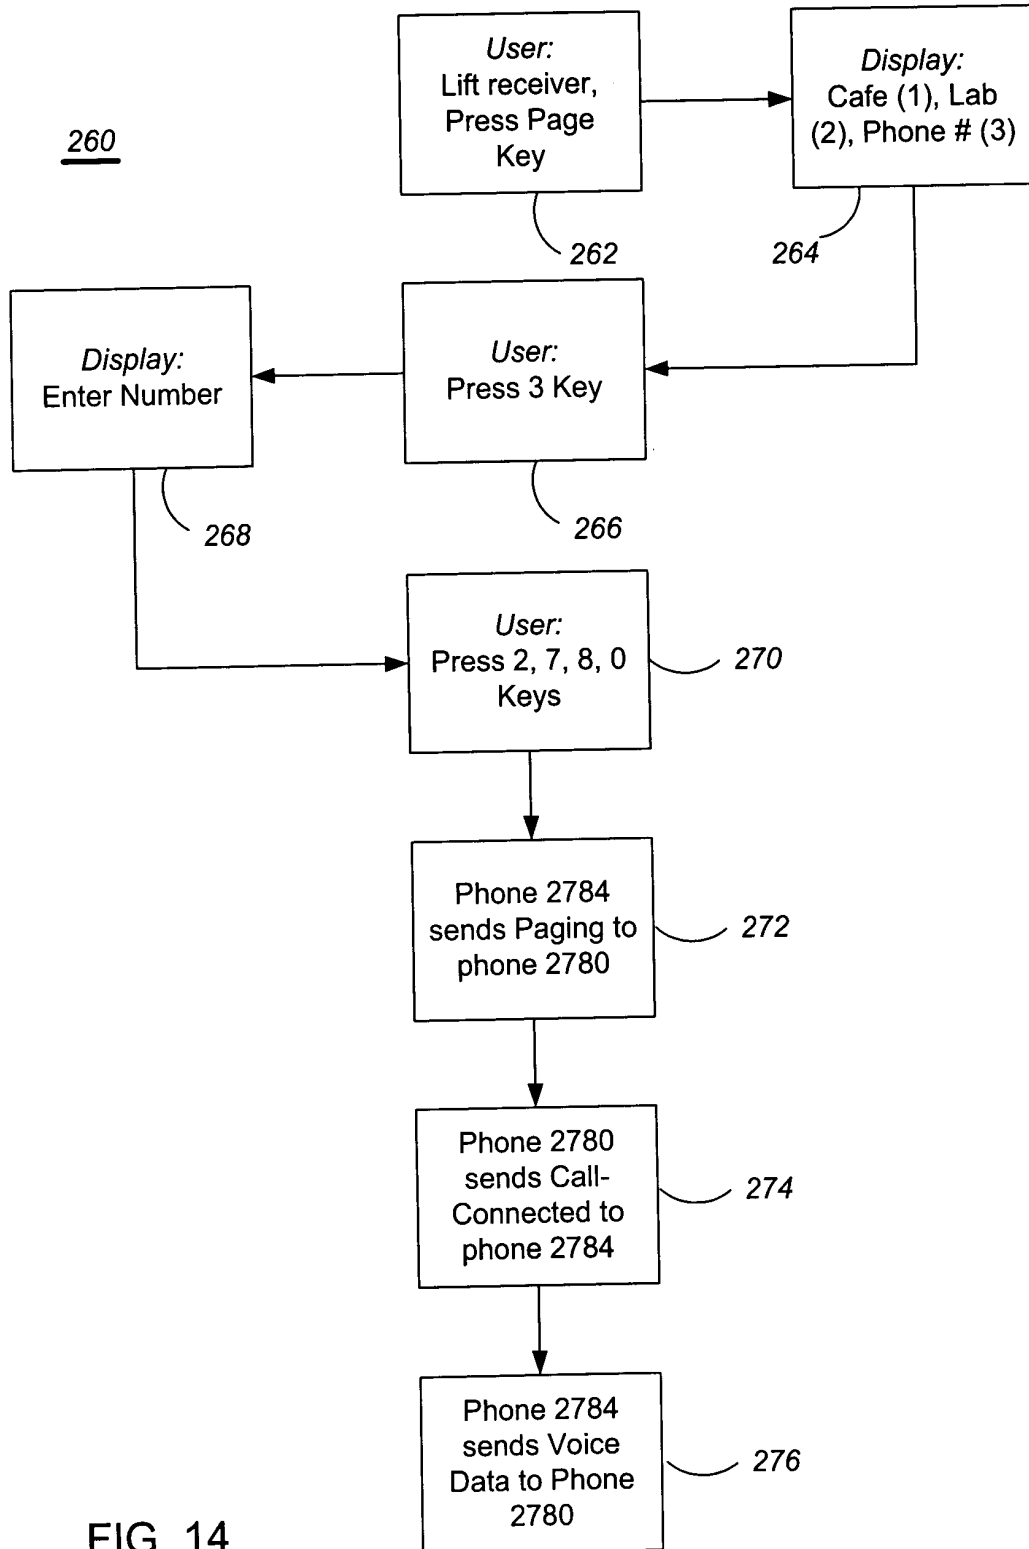 260
User:
Lift receiver,
Press Page
Key
262
Display:
Cafe (1), Lab
(2), Phone # (3)
264
User:
Press 3 Key
266
Display:
Enter Number
268
User:
Press 2, 7, 8, 0
Keys
270
Phone 2784
sends Paging to
phone 2780
272
Phone 2780
sends Call-
Connected to
phone 2784
274
Phone 2784
sends Voice
Data to Phone
2780
276
FIG. 14